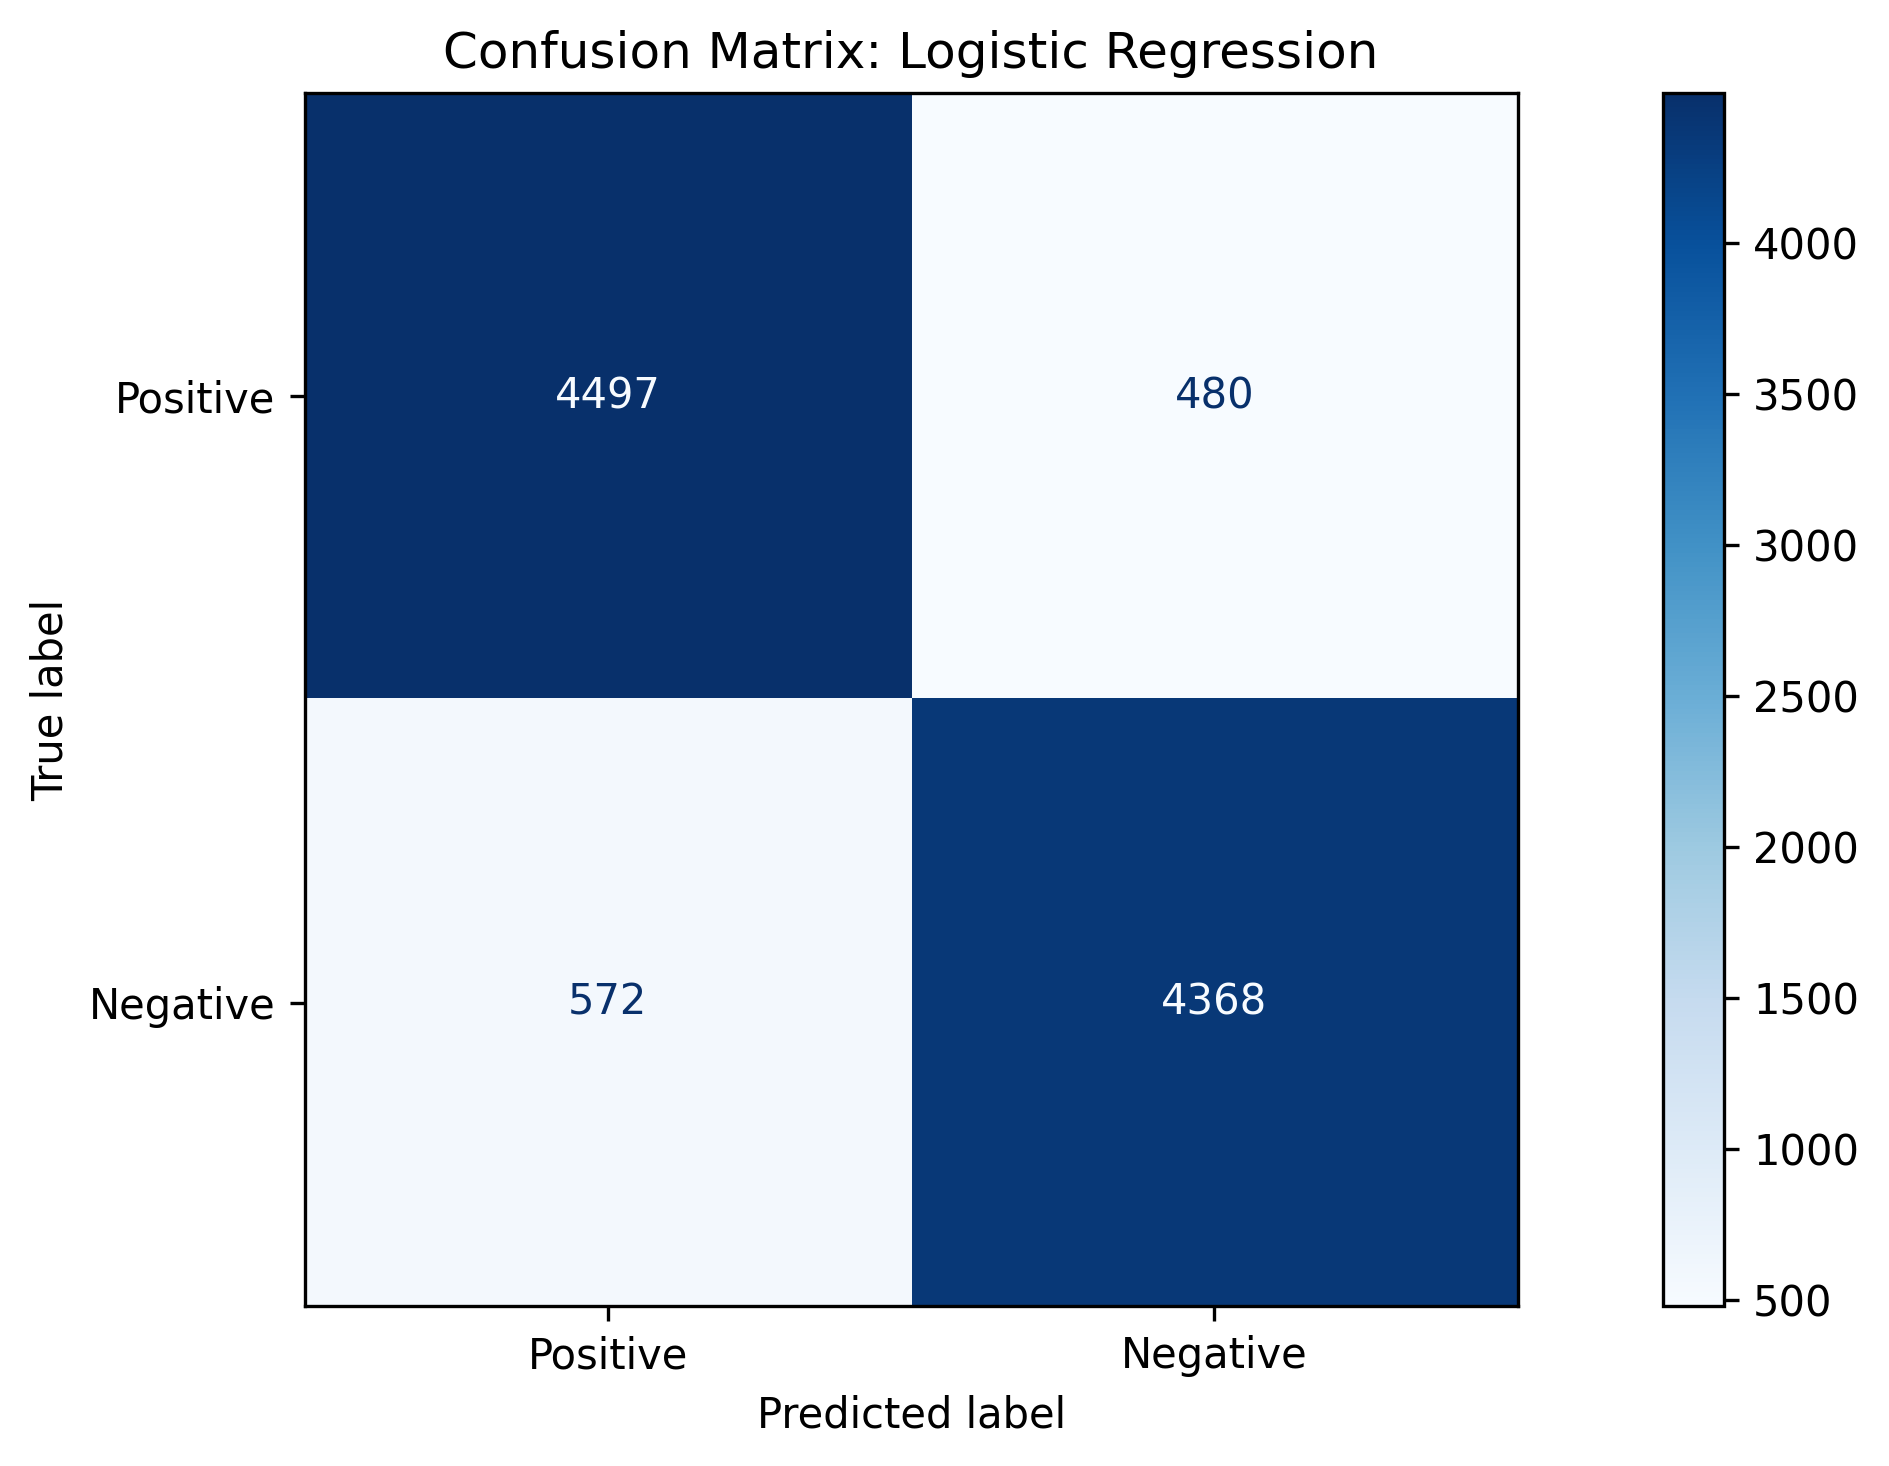 Confusion Matrix: Logistic Regression
True label
Positive
Negative
4497
480
572
4368
Positive
Negative
Predicted label
4000
3500
3000
2500
2000
1500
1000
500